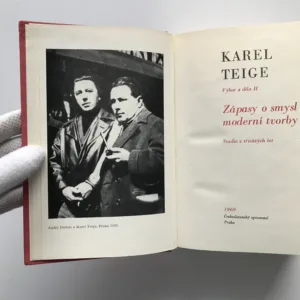 KAREL
TEIGE
Výbor z díla II
Zápasy o smysl
moderní tvorby
Studie z třicátých let
1969
Československý spisovatel
Praha